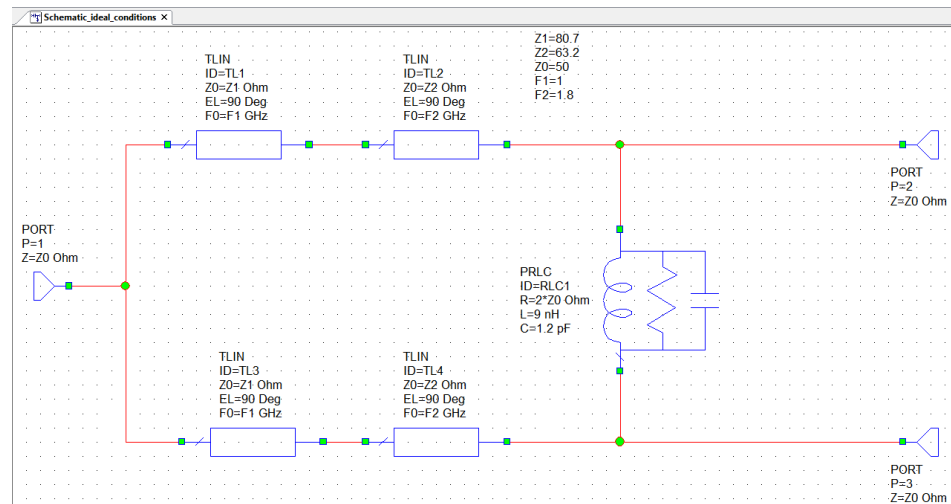 Schematic_ideal_conditions ×
Z1=80.7
Z2=63.2
Z0=50
F1=1
F2=1.8
TLIN
ID=TL1
Z0=Z1 Ohm
EL=90 Deg
F0=F1 GHz
TLIN
ID=TL2
Z0=Z2 Ohm
EL=90 Deg
F0=F2 GHz
PORT
P=2
Z=Z0 Ohm
PORT
P=1
Z=Z0 Ohm
PRLC
ID=RLC1
R=2*Z0 Ohm
L=9 nH
C=1.2 pF
TLIN
ID=TL3
Z0=Z1 Ohm
EL=90 Deg
F0=F1 GHz
TLIN
ID=TL4
Z0=Z2 Ohm
EL=90 Deg
F0=F2 GHz
PORT
P=3
Z=Z0 Ohm